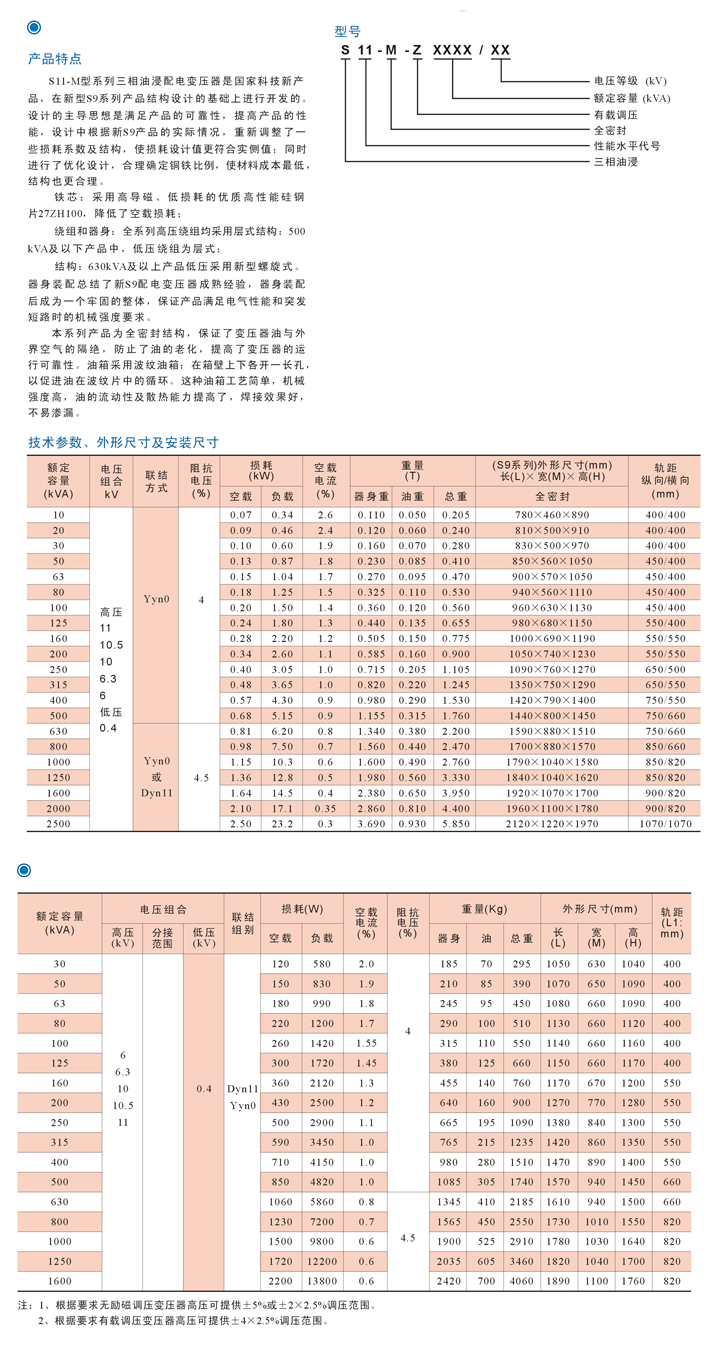 产品特点
S11-M型系列三相油浸配电变压器是国家科技新产
品，在新型S9系列产品结构设计的基础上进行开发的。
设计的主导思想是满足产品的可靠性，提高产品的性
能，设计中根据新S9产品的实际情况，重新调整了一
些损耗系数及结构，使损耗设计值更符合实侧值；同时
进行了优化设计，合理确定铜铁比例，使材料成本最低，
结构也更合理。
铁芯：采用高导磁、低损耗的优质高性能硅钢
片27ZH100，降低了空载损耗；
绕组和器身：全系列高压绕组均采用层式结构：500
kVA及以下产品中，低压绕组为层式；
结构：630kVA及以上产品低压采用新型螺旋式。
器身装配总结了新S9配电变压器成熟经验，器身装配
后成为一个牢固的整体，保证产品满足电气性能和突发
短路时的机械强度要求。
本系列产品为全密封结构，保证了变压器油与外
界空气的隔绝，防止了油的老化，提高了变压器的运
行可靠性。油箱采用波纹油箱：在箱壁上下各开一长孔，
以促进油在波纹片中的循环。这种油箱工艺简单，机械
强度高，油的流动性及散热能力提高了，焊接效果好，
不易渗漏。
型号
S 11-M-Z XXXX / XX
电压等级 (kV)
额定容量 (kVA)
有载调压
全密封
性能水平代号
三相油浸
技术参数、外形尺寸及安装尺寸
额定容量(kVA) 电压组合kV 联结方式 阻抗电压(%) 损耗(kW) 空载电流(%) 重量(T) (S9系列)外形尺寸(mm)长(L)×宽(M)×高(H) 轨距纵向/横向(mm)
空载 负载 器身重 油重 总重 全密封
高压
11
10.5
10
6.3
6
低压
0.4
Yyn0
4
Yyn0
或
Dyn11
4.5
10 0.07 0.34 2.6 0.110 0.050 0.205 780×460×890 400/400
20 0.09 0.46 2.4 0.120 0.060 0.240 810×500×910 400/400
30 0.10 0.60 1.9 0.160 0.070 0.280 830×500×970 400/400
50 0.13 0.87 1.8 0.230 0.085 0.410 850×560×1050 450/400
63 0.15 1.04 1.7 0.270 0.095 0.470 900×570×1050 450/400
80 0.18 1.25 1.5 0.325 0.110 0.530 940×560×1110 450/400
100 0.20 1.50 1.4 0.360 0.120 0.560 960×630×1130 450/400
125 0.24 1.80 1.3 0.440 0.135 0.655 980×680×1150 450/400
160 0.28 2.20 1.2 0.505 0.150 0.775 1000×690×1190 550/550
200 0.34 2.60 1.1 0.585 0.160 0.900 1050×740×1230 550/550
250 0.40 3.05 1.0 0.715 0.205 1.105 1090×760×1270 650/500
315 0.48 3.65 1.0 0.820 0.220 1.245 1350×750×1290 650/550
400 0.57 4.30 0.9 0.980 0.290 1.530 1420×790×1400 750/550
500 0.68 5.15 0.9 1.155 0.315 1.760 1440×800×1450 750/660
630 0.81 6.20 0.8 1.340 0.380 2.200 1590×880×1510 750/660
800 0.98 7.50 0.7 1.560 0.440 2.470 1700×880×1570 850/660
1000 1.15 10.3 0.6 1.600 0.490 2.760 1790×1040×1580 850/820
1250 1.36 12.8 0.5 1.980 0.560 3.330 1840×1040×1620 850/820
1600 1.64 14.5 0.4 2.380 0.650 3.950 1920×1070×1700 900/820
2000 2.10 17.1 0.35 2.860 0.810 4.400 1960×1100×1780 900/820
2500 2.50 23.2 0.3 3.690 0.930 5.850 2120×1220×1970 1070/1070
额定容量(kVA) 电压组合 联结组别 损耗(W) 空载电流(%) 阻抗电压(%) 重量(Kg) 外形尺寸(mm) 轨距(L1:mm)
高压(kV) 分接范围 低压(kV) 空载 负载 器身 油 总重 长(L) 宽(M) 高(H)
6
6.3
10
10.5
11
0.4
Dyn11
Yyn0
4
4.5
30 120 580 2.0 185 70 295 1050 630 1040 400
50 150 830 1.9 210 85 390 1070 650 1090 400
63 180 990 1.8 245 95 450 1080 660 1090 400
80 220 1200 1.7 290 100 510 1130 660 1120 400
100 260 1420 1.55 315 110 550 1140 660 1160 400
125 300 1720 1.45 380 125 660 1150 660 1170 400
160 360 2120 1.3 455 140 760 1170 670 1200 550
200 430 2500 1.2 640 160 900 1270 770 1280 550
250 500 2900 1.1 665 195 1090 1380 840 1300 550
315 590 3450 1.0 765 215 1235 1420 860 1350 550
400 710 4150 1.0 980 280 1510 1470 890 1400 550
500 850 4820 1.0 1085 305 1740 1570 940 1450 660
630 1060 5860 0.8 1345 410 2185 1610 940 1500 660
800 1230 7200 0.7 1565 450 2550 1730 1010 1550 820
1000 1500 9800 0.6 1900 525 2910 1780 1030 1640 820
1250 1720 12200 0.6 2035 605 3460 1820 1040 1700 820
1600 2200 13800 0.6 2420 700 4060 1890 1100 1760 820
注：1、根据要求无励磁调压变压器高压可提供±5%或±2×2.5%调压范围。
2、根据要求有载调压变压器高压可提供±4×2.5%调压范围。